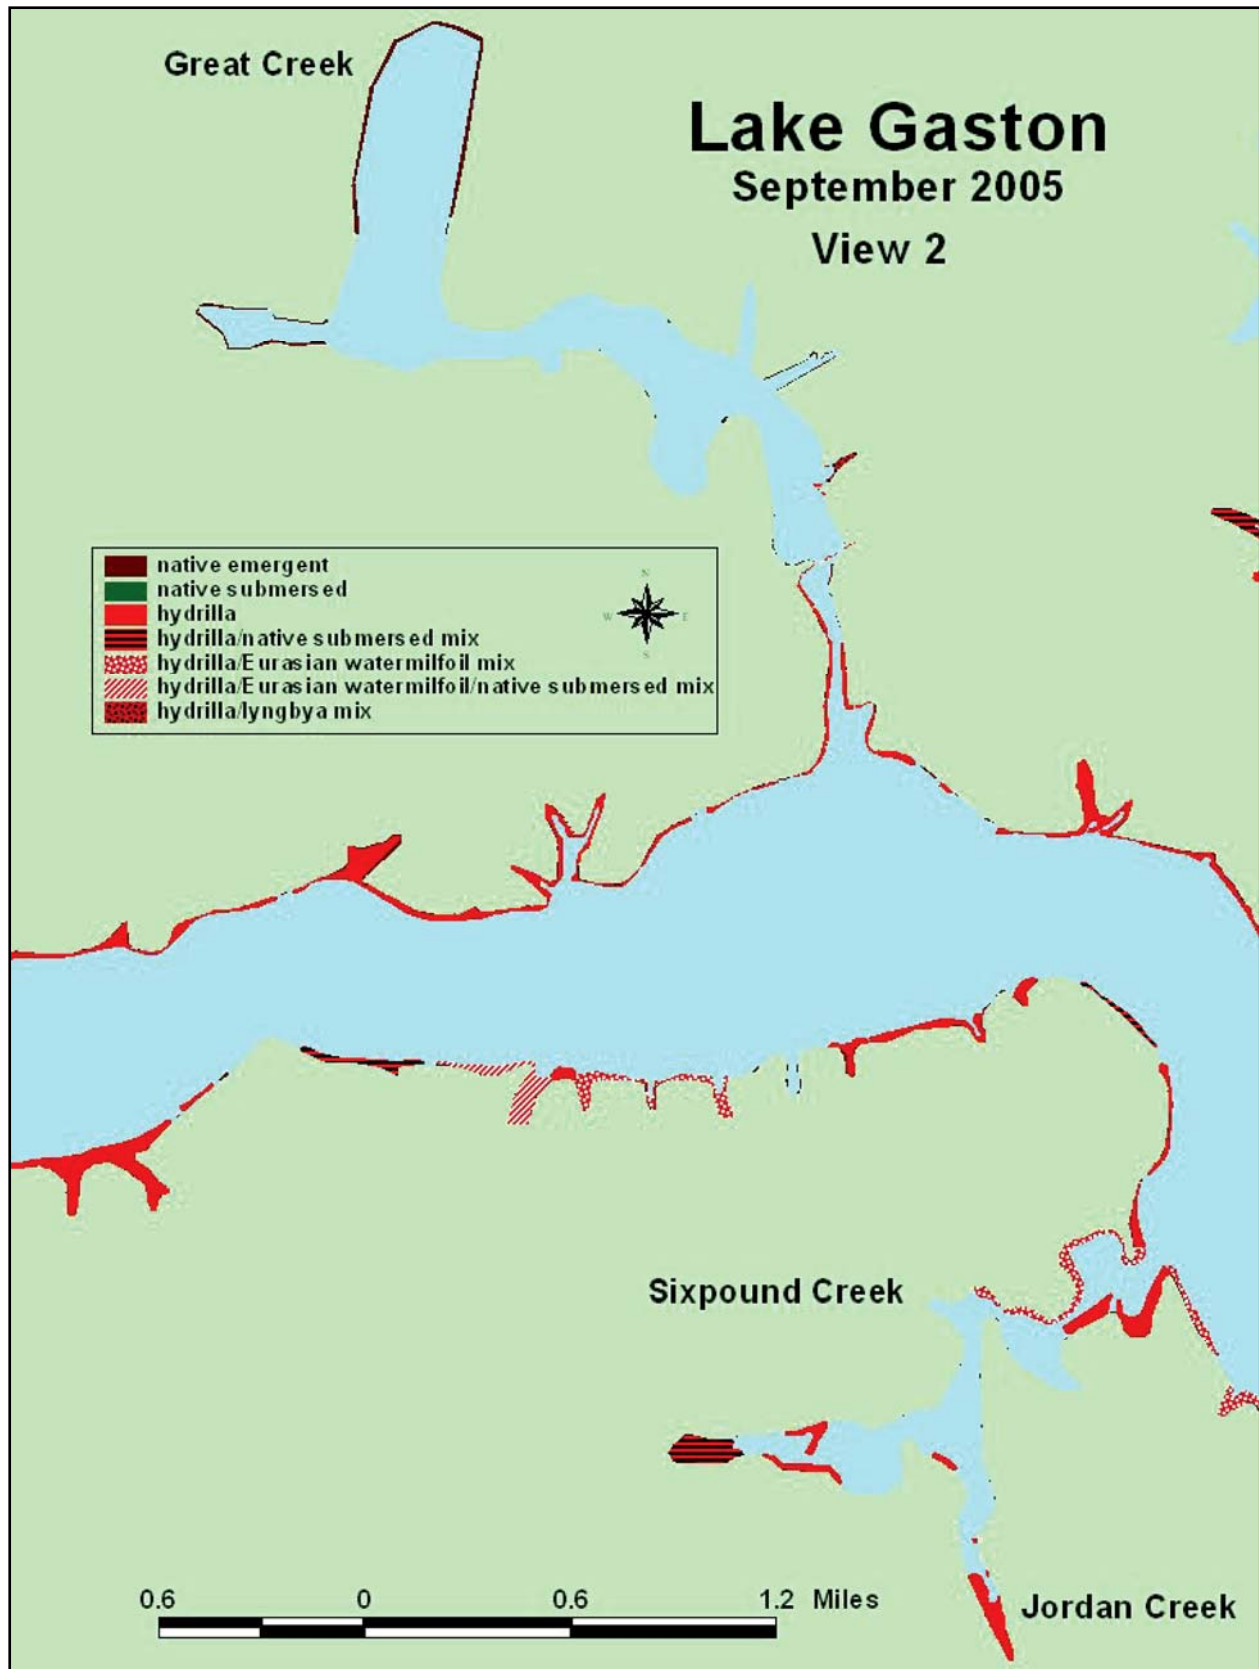 Great Creek
Lake Gaston
September 2005
View 2
native emergent
native submersed
hydrilla
hydrilla/native submersed mix
hydrilla/Eurasian watermilfoil mix
hydrilla/Eurasian watermilfoil/native submersed mix
hydrilla/lyngbya mix
N
W E
S
Sixpound Creek
0.6 0 0.6 1.2 Miles
Jordan Creek